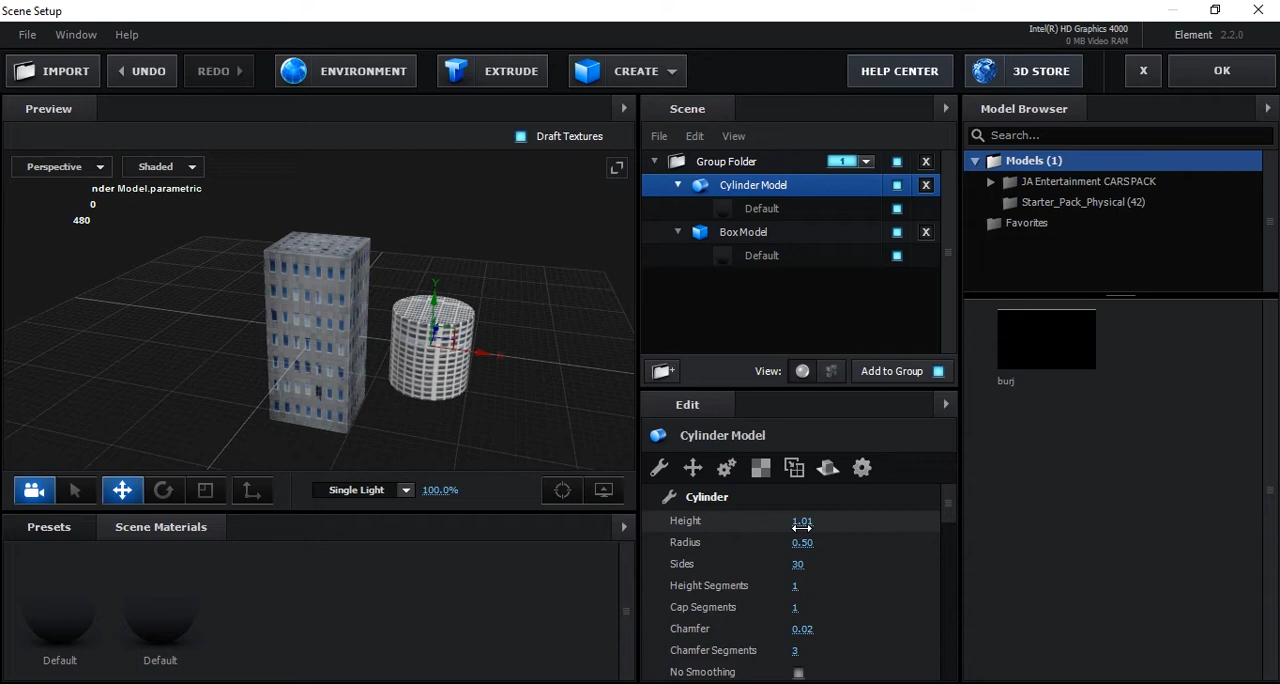 Scene Setup
File Window Help
Intel(R) HD Graphics 4000
0 MB Video RAM
Element 2.2.0
IMPORT UNDO REDO ENVIRONMENT EXTRUDE CREATE HELP CENTER 3D STORE X OK
Preview
Draft Textures
Perspective Shaded
nder Model.parametric
0
480
Y
Single Light 100.0%
Presets Scene Materials
Default Default
Scene
File Edit View
Group Folder 1 X
Cylinder Model X
Default
Box Model X
Default
View: Add to Group
Edit
Cylinder Model
Cylinder
Height 1.01
Radius 0.50
Sides 30
Height Segments 1
Cap Segments 1
Chamfer 0.02
Chamfer Segments 3
No Smoothing
Model Browser
Search...
Models (1)
JA Entertainment CARS PACK
Starter_Pack_Physical (42)
Favorites
burj